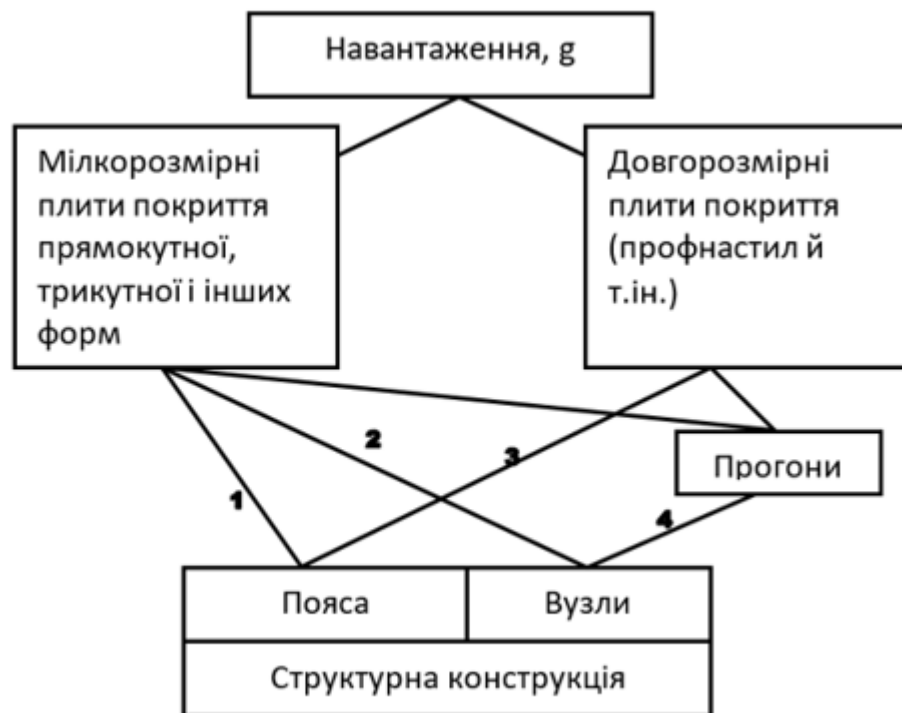 Навантаження, g
Мілкорозмірні
плити покриття
прямокутної,
трикутної і інших
форм
Довгорозмірні
плити покриття
(профнастил й
т.ін.)
1
2
3
Прогони
4
Пояса
Вузли
Структурна конструкція